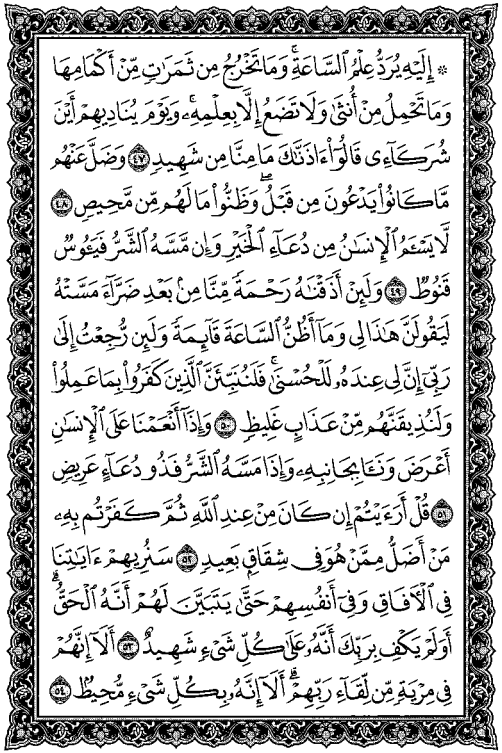 ۞ إِلَيْهِ يُرَدُّ عِلْمُ ٱلسَّاعَةِۚ وَمَا تَخْرُجُ مِن ثَمَرَٰتٍ مِّنْ أَكْمَامِهَا
وَمَا تَحْمِلُ مِنْ أُنثَىٰ وَلَا تَضَعُ إِلَّا بِعِلْمِهِۦۚ وَيَوْمَ يُنَادِيهِمْ أَيْنَ
شُرَكَآءِى قَالُوٓا۟ ءَاذَنَّٰكَ مَا مِنَّا مِن شَهِيدٍ ٤٧ وَضَلَّ عَنْهُم
مَّا كَانُوا۟ يَدْعُونَ مِن قَبْلُۖ وَظَنُّوا۟ مَا لَهُم مِّن مَّحِيصٍ ٤٨
لَّا يَسْـَٔمُ ٱلْإِنسَٰنُ مِن دُعَآءِ ٱلْخَيْرِ وَإِن مَّسَّهُ ٱلشَّرُّ فَيَـُٔوسٌ
قَنُوطٌ ٤٩ وَلَئِنْ أَذَقْنَٰهُ رَحْمَةً مِّنَّا مِنۢ بَعْدِ ضَرَّآءَ مَسَّتْهُ
لَيَقُولَنَّ هَٰذَا لِى وَمَآ أَظُنُّ ٱلسَّاعَةَ قَآئِمَةً وَلَئِن رُّجِعْتُ إِلَىٰ
رَبِّىٓ إِنَّ لِى عِندَهُۥ لَلْحُسْنَىٰۚ فَلَنُنَبِّئَنَّ ٱلَّذِينَ كَفَرُوا۟ بِمَا عَمِلُوا۟
وَلَنُذِيقَنَّهُم مِّنْ عَذَابٍ غَلِيظٍ ٥٠ وَإِذَآ أَنْعَمْنَا عَلَى ٱلْإِنسَٰنِ
أَعْرَضَ وَنَـَٔا بِجَانِبِهِۦ وَإِذَا مَسَّهُ ٱلشَّرُّ فَذُو دُعَآءٍ عَرِيضٍ
٥١ قُلْ أَرَءَيْتُمْ إِن كَانَ مِنْ عِندِ ٱللَّهِ ثُمَّ كَفَرْتُم بِهِۦ
مَنْ أَضَلُّ مِمَّنْ هُوَ فِى شِقَاقٍۭ بَعِيدٍ ٥٢ سَنُرِيهِمْ ءَايَٰتِنَا
فِى ٱلْـَٔافَاقِ وَفِىٓ أَنفُسِهِمْ حَتَّىٰ يَتَبَيَّنَ لَهُمْ أَنَّهُ ٱلْحَقُّۗ
أَوَلَمْ يَكْفِ بِرَبِّكَ أَنَّهُۥ عَلَىٰ كُلِّ شَىْءٍ شَهِيدٌ ٥٣ أَلَآ إِنَّهُمْ
فِى مِرْيَةٍ مِّن لِّقَآءِ رَبِّهِمْۗ أَلَآ إِنَّهُۥ بِكُلِّ شَىْءٍ مُّحِيطٌۢ ٥٤